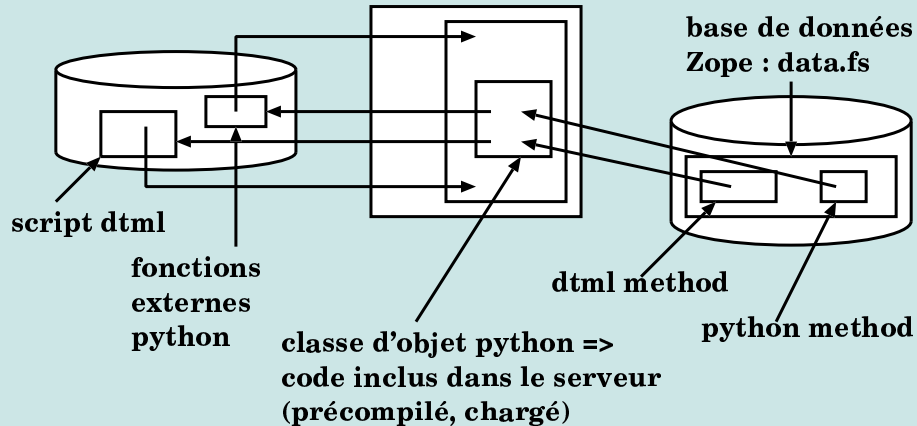 base de données
Zope : data.fs
script dtml
fonctions
externes
python
dtml method
python method
classe d'objet python =>
code inclus dans le serveur
(précompilé, chargé)